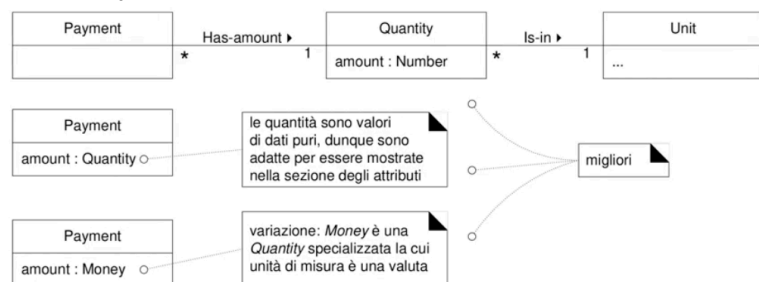 Payment
Has-amount
*
1
Quantity
amount : Number
Is-in
*
1
Unit
...
Payment
amount : Quantity
le quantità sono valori
di dati puri, dunque sono
adatte per essere mostrate
nella sezione degli attributi
migliori
Payment
amount : Money
variazione: Money è una
Quantity specializzata la cui
unità di misura è una valuta